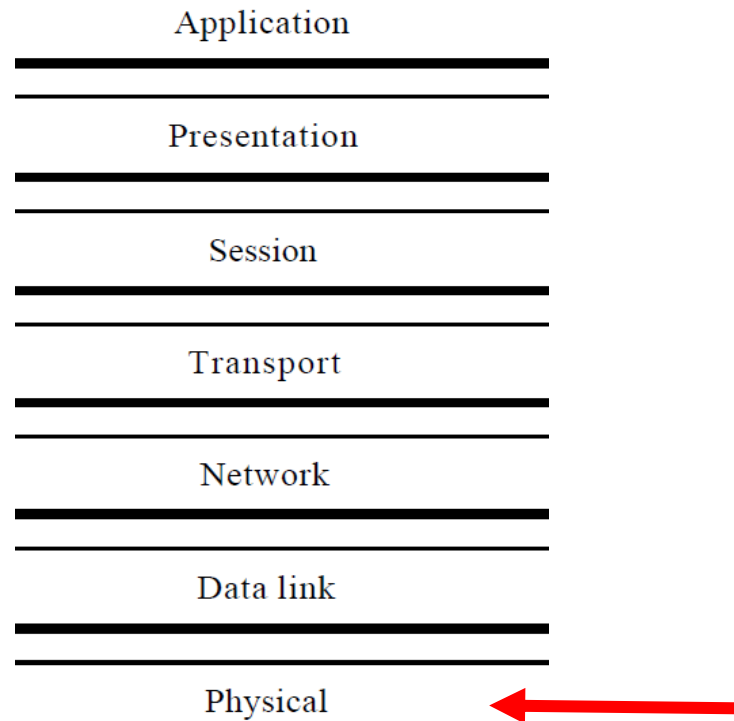 Application
Presentation
Session
Transport
Network
Data link
Physical